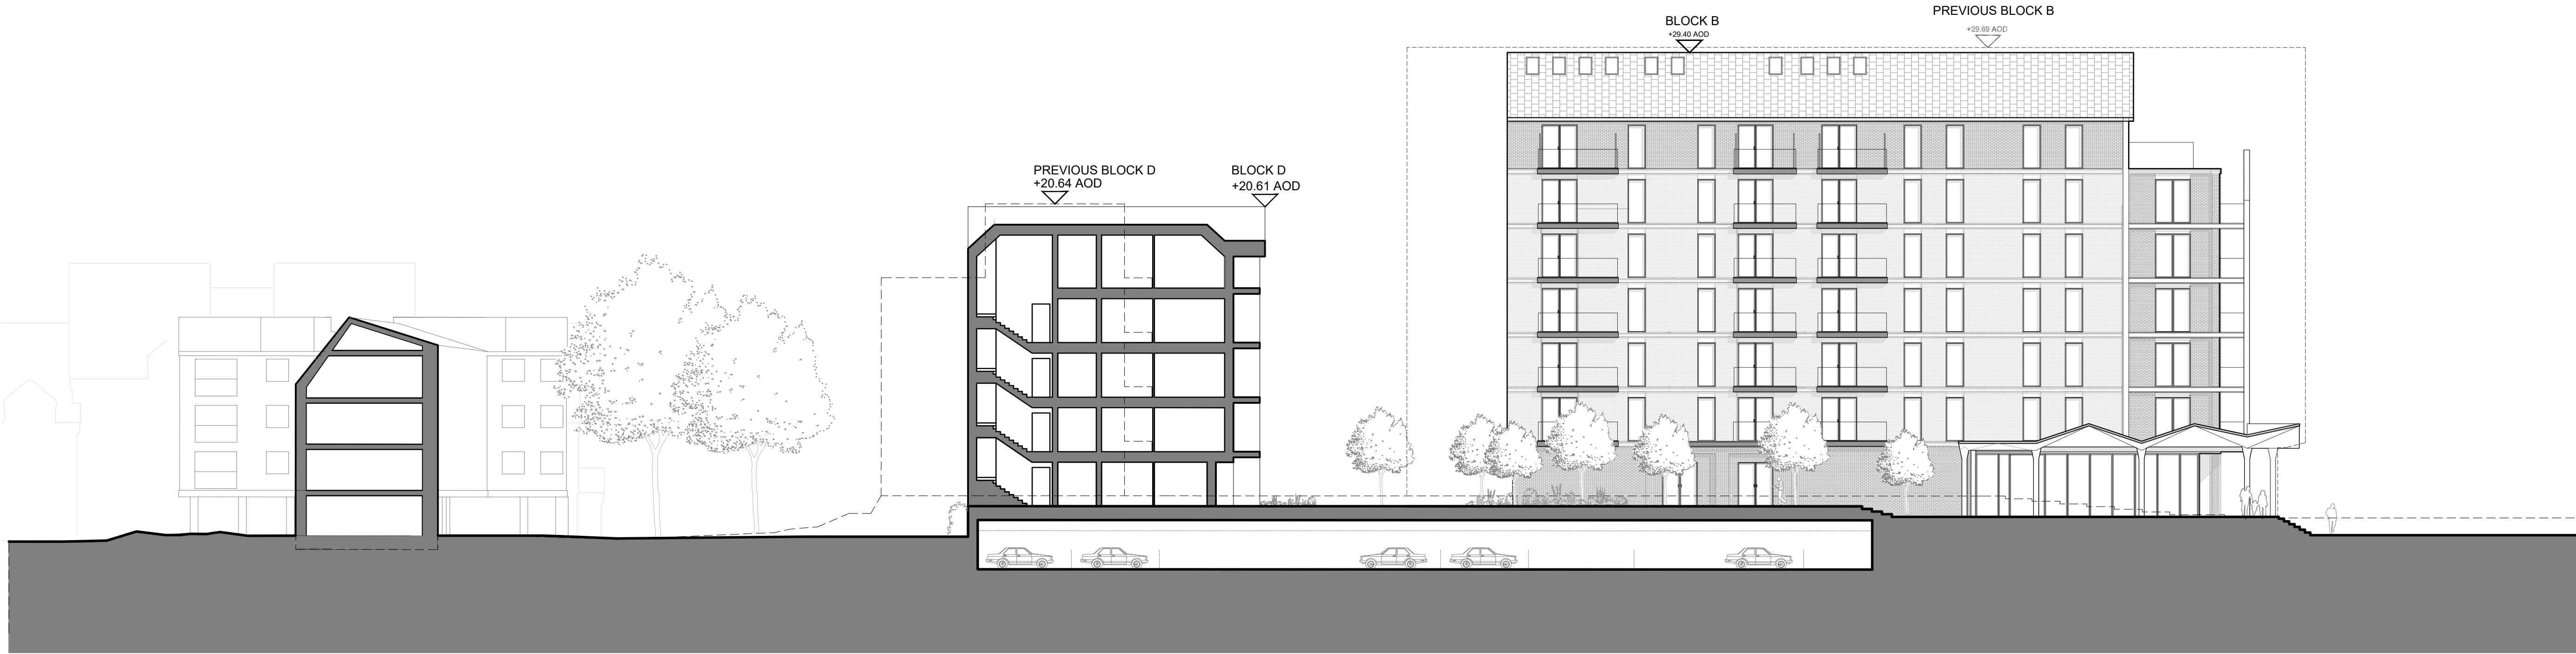 PREVIOUS BLOCK B
+29.69 AOD
BLOCK B
+29.40 AOD
PREVIOUS BLOCK D
+20.64 AOD
BLOCK D
+20.61 AOD